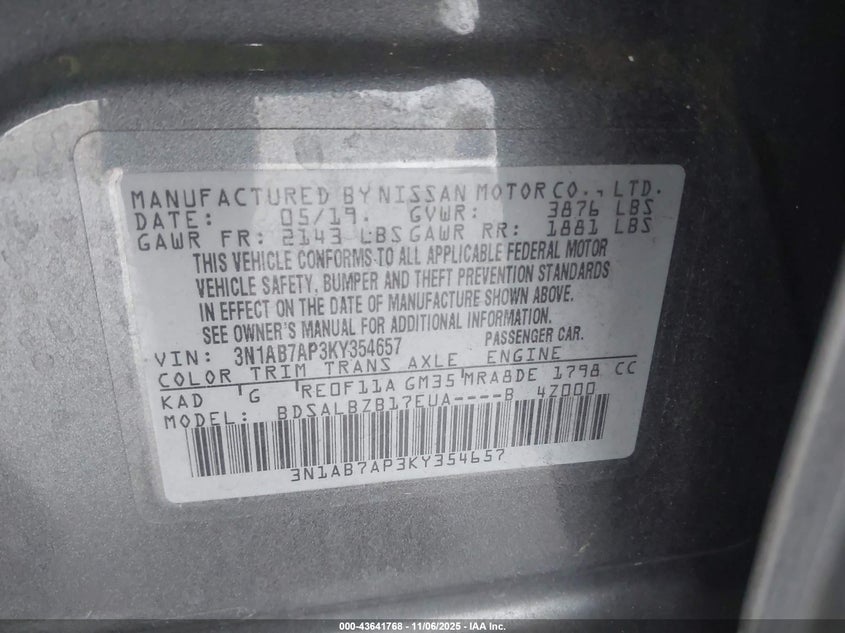 MANUFACTURED BY NISSAN MOTOR CO., LTD.
DATE: 05/19. GVWR: 3876 LBS
GAWR FR: 2143 LBS GAWR RR: 1881 LBS
THIS VEHICLE CONFORMS TO ALL APPLICABLE FEDERAL MOTOR
VEHICLE SAFETY, BUMPER AND THEFT PREVENTION STANDARDS
IN EFFECT ON THE DATE OF MANUFACTURE SHOWN ABOVE.
SEE OWNER'S MANUAL FOR ADDITIONAL INFORMATION.
VIN: 3N1AB7AP3KY354657 PASSENGER CAR.
COLOR TRIM TRANS AXLE ENGINE
KAD G RE0F11A GM35 MRA8DE 1798 CC
MODEL: BDSALBZB17EUA----B 4Z000
3N1AB7AP3KY354657
000-43641768 - 11/06/2025 - IAA Inc.